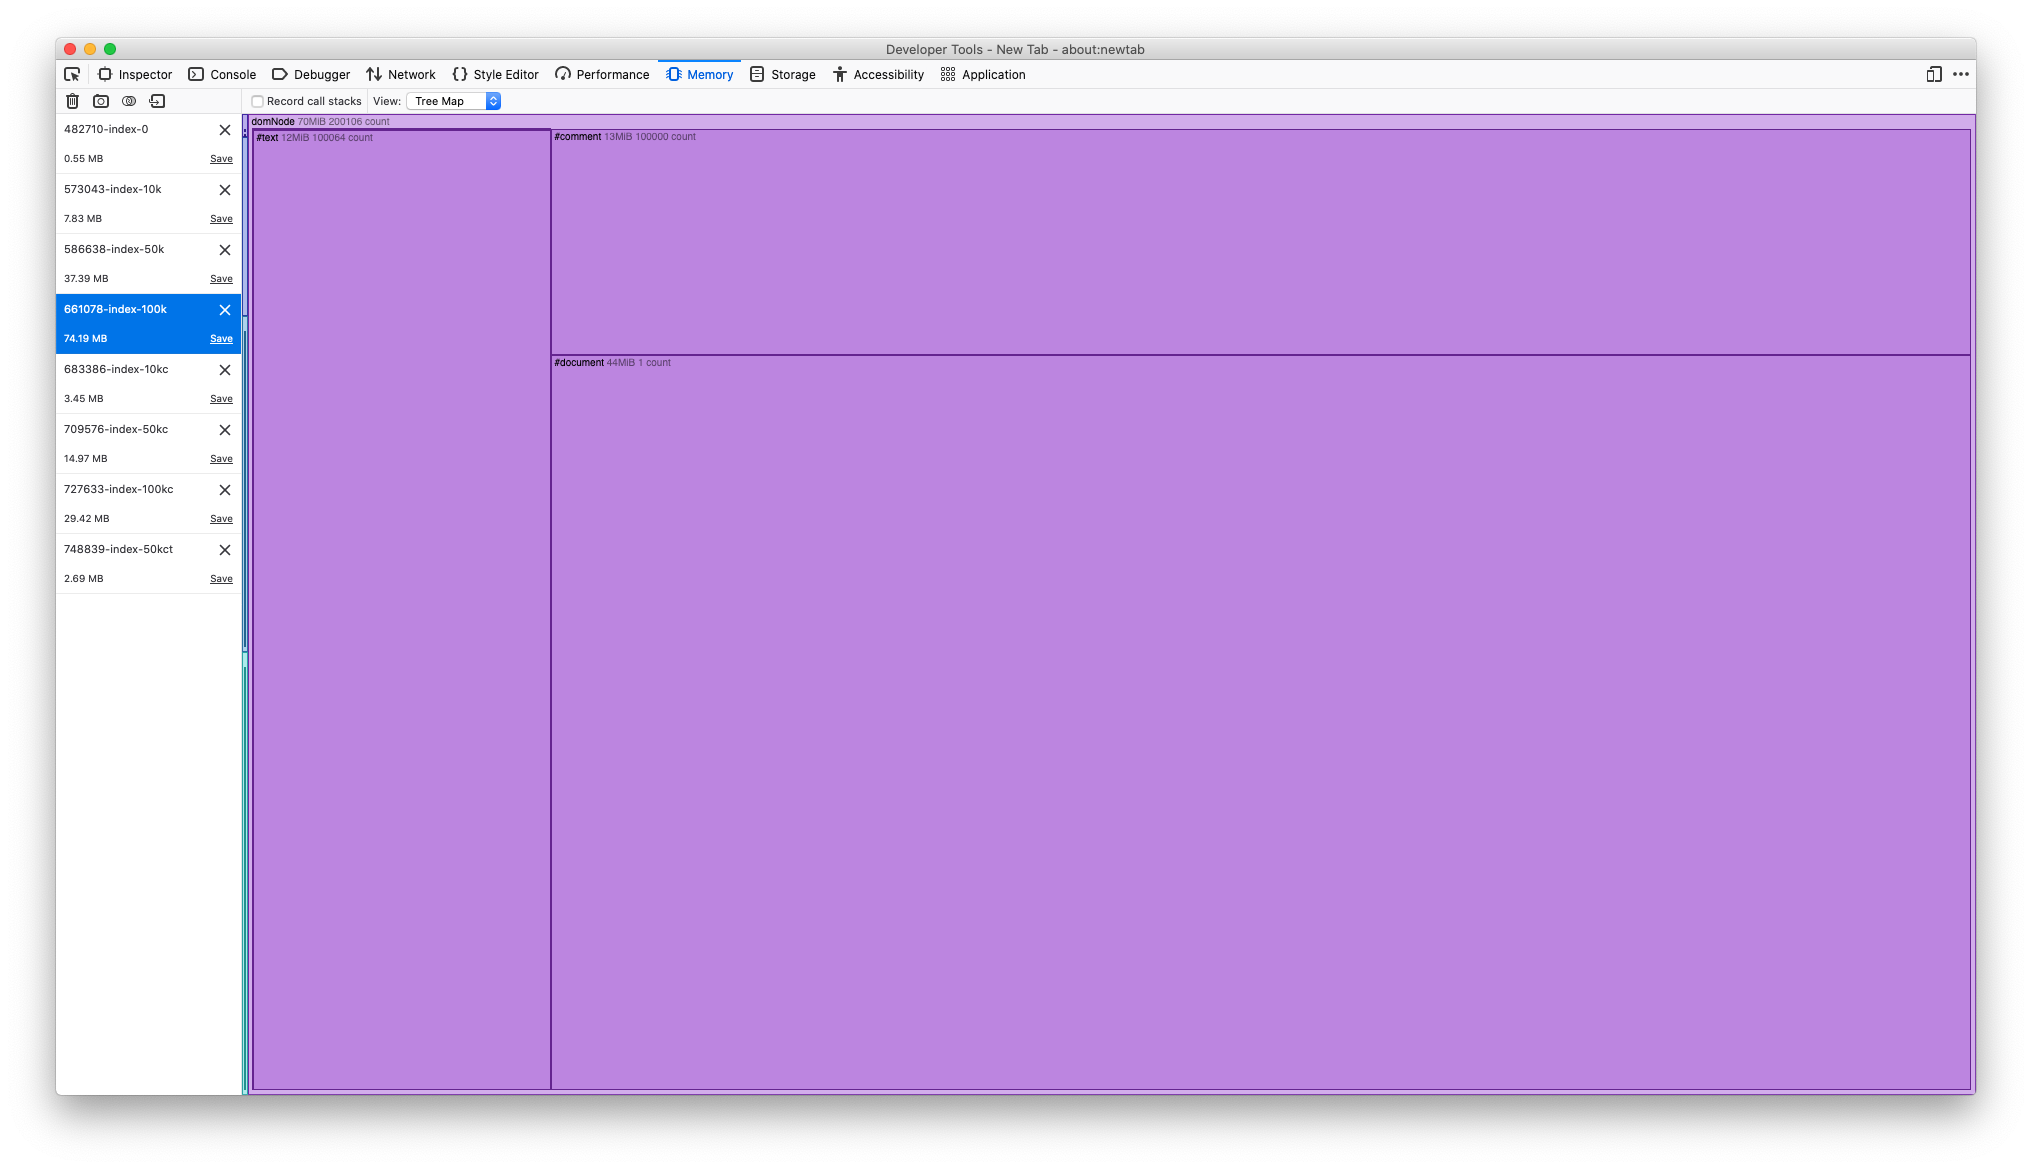 Developer Tools - New Tab - about:newtab
Inspector Console Debugger Network Style Editor Performance Memory Storage Accessibility Application
Record call stacks View: Tree Map
482710-index-0
0.55 MB Save
573043-index-10k
7.83 MB Save
586638-index-50k
37.39 MB Save
661078-index-100k
74.19 MB Save
683386-index-10kc
3.45 MB Save
709576-index-50kc
14.97 MB Save
727633-index-100kc
29.42 MB Save
748839-index-50kct
2.69 MB Save
domNode 70MiB 200106 count
#text 12MiB 100064 count
#comment 13MiB 100000 count
#document 44MiB 1 count